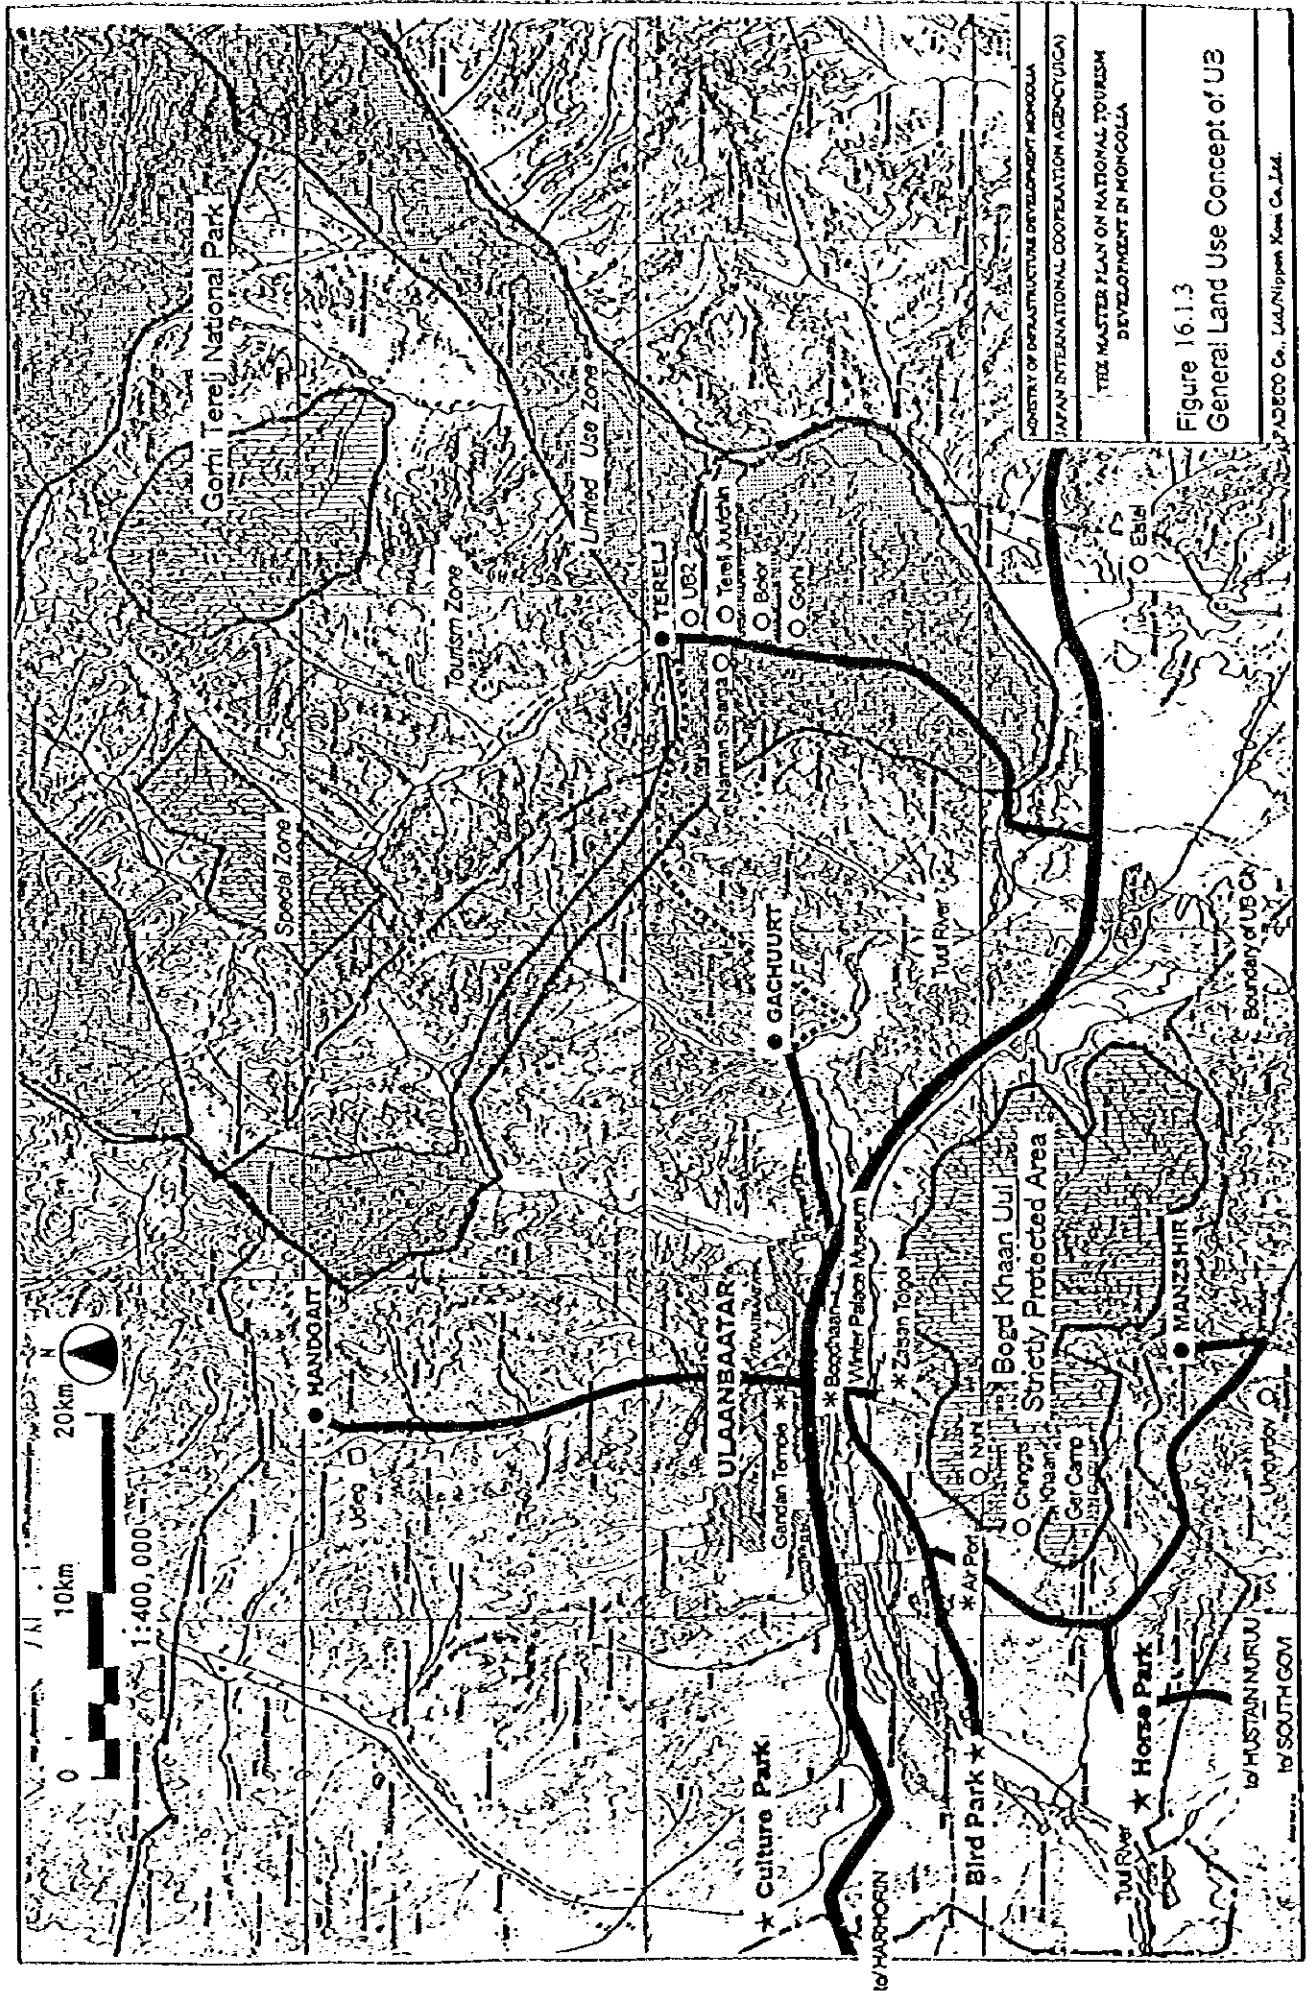 0 10km 20km
N
1:400,000
HANDGAIT
Gorhi Terelj National Park
Udleg
Special Zone
Tourism Zone
Limited Use Zone
TERELJ
UB2
Terelj Juulchin
Bolor
Gorhi
Naiman Sharga
ULAANBAATAR
GACHUURT
Culture Park
Gandan Temple
Bogdhaan
Winter Palace Museum
Zaisan Togol
Tuul River
to/HARHORIN
Bird Park
Air Port
Nuht
Chinggis
Khaan
Ger Camp
Bogd Khaan Uul
Strictly Protected Area
Elstei
Tuul River
Horse Park
MANZSHIR
Boundary of UB City
Undurdov
to/HUSTAIN NURUU
to/SOUTH GOVI
MINISTRY OF INFRASTRUCTURE DEVELOPMENT MONGOLIA
JAPAN INTERNATIONAL COOPERATION AGENCY(JICA)
THE MASTER PLAN ON NATIONAL TOURISM
DEVELOPMENT IN MONGOLIA
Figure 16.1.3
General Land Use Concept of UB
PADECO Co., Ltd/Nippon Koei Co., Ltd.